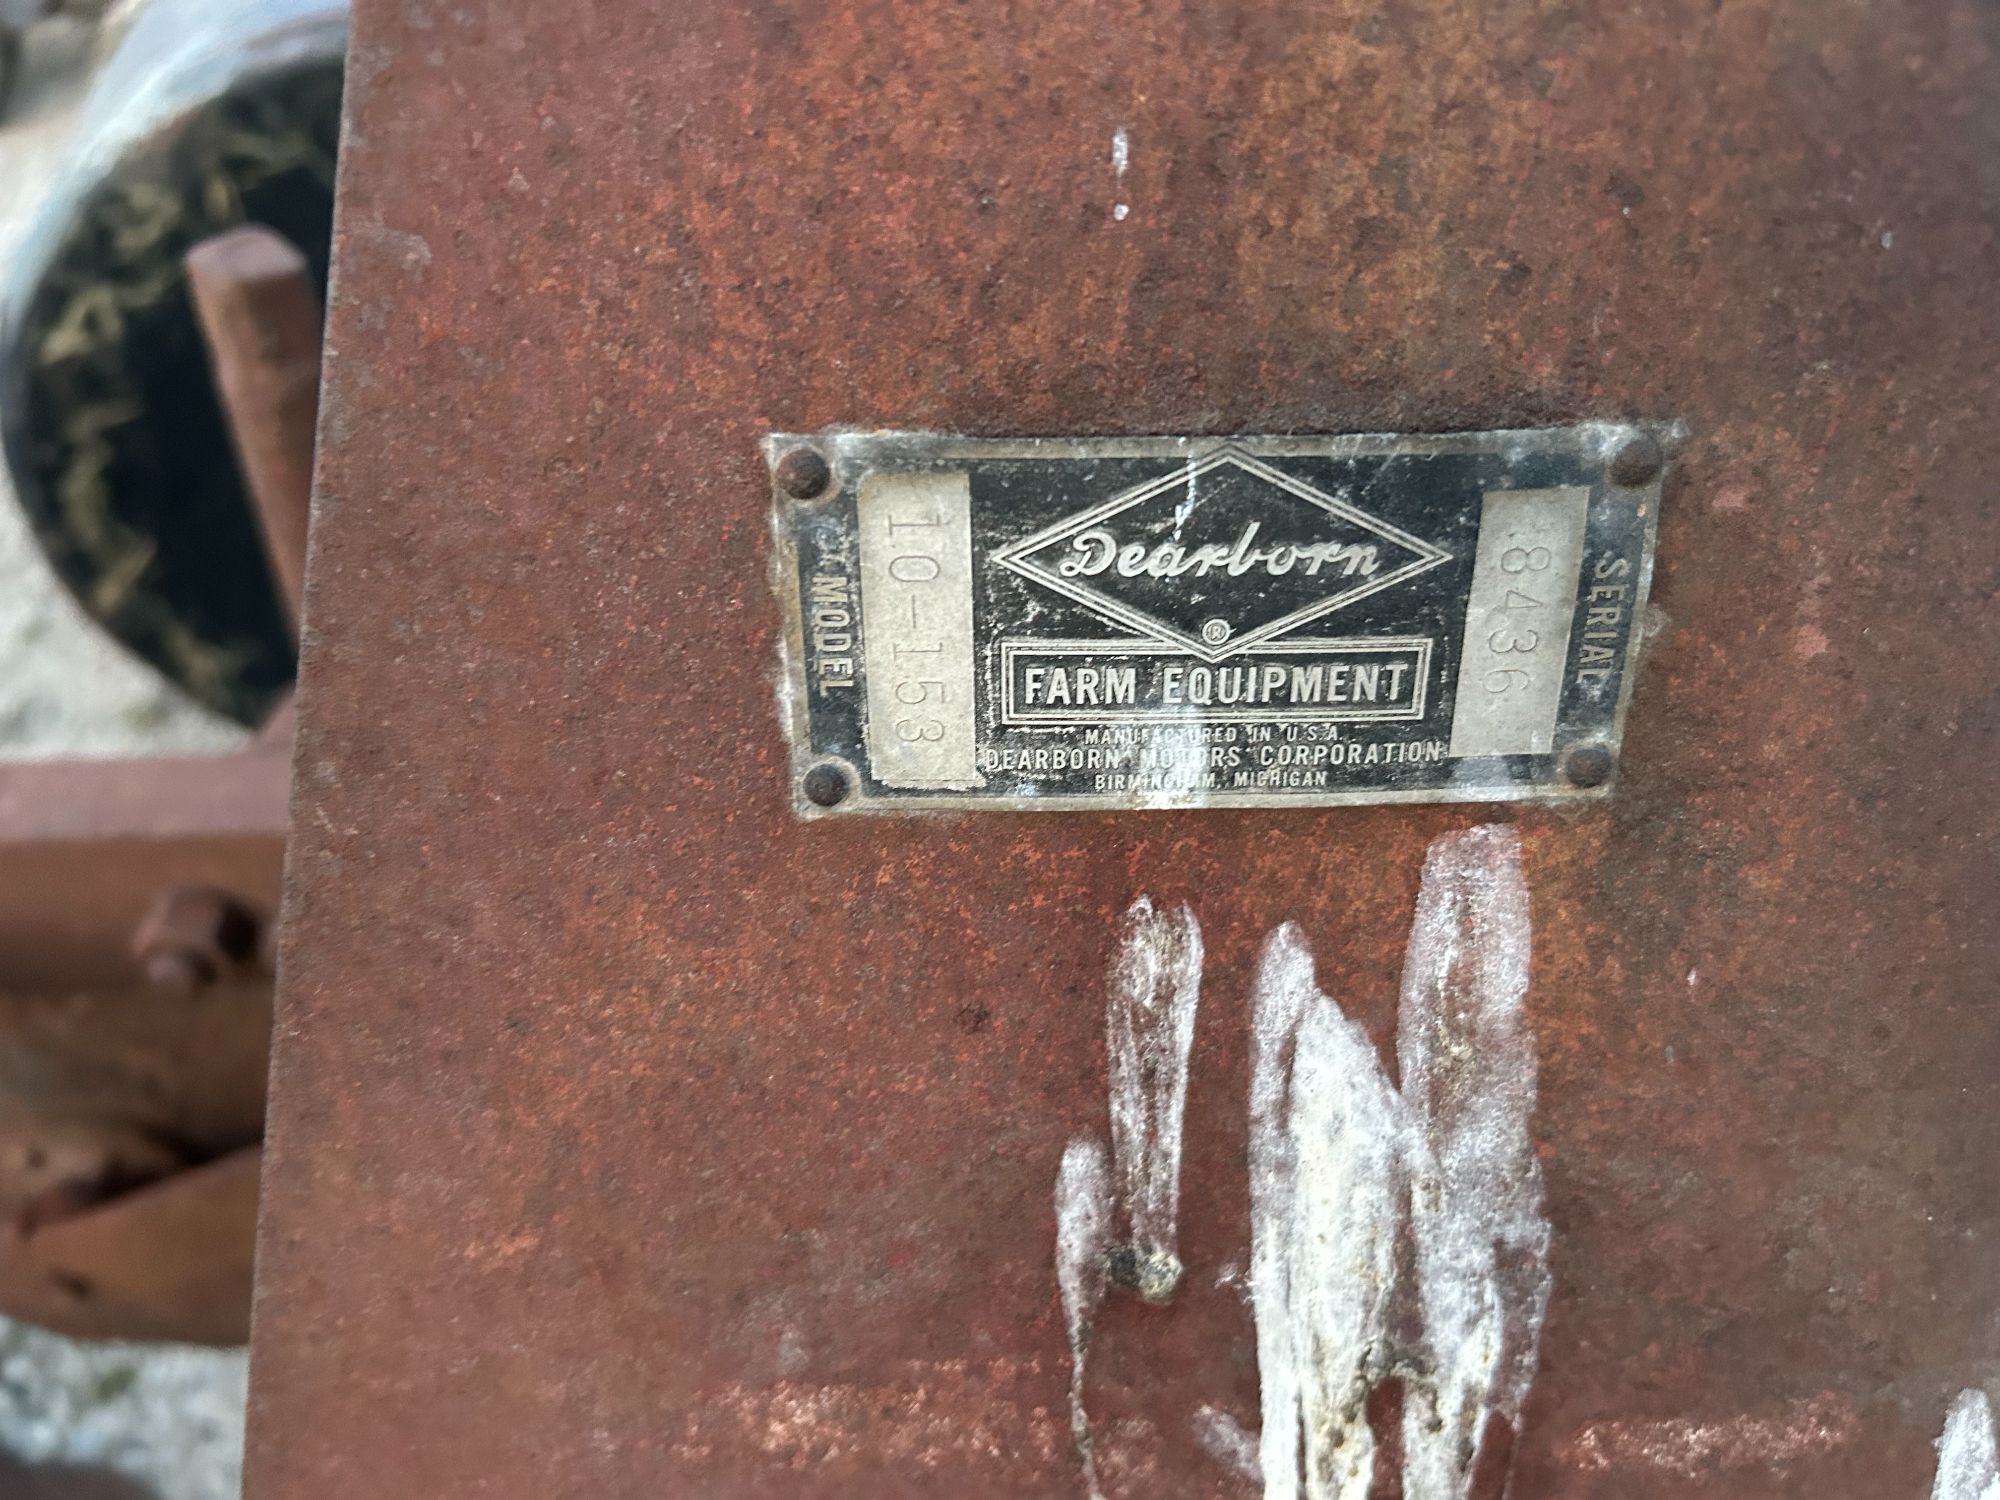 MODEL
10-153
Dearborn
®
FARM EQUIPMENT
MANUFACTURED IN U.S.A.
DEARBORN MOTORS CORPORATION
BIRMINGHAM, MICHIGAN
SERIAL
8436